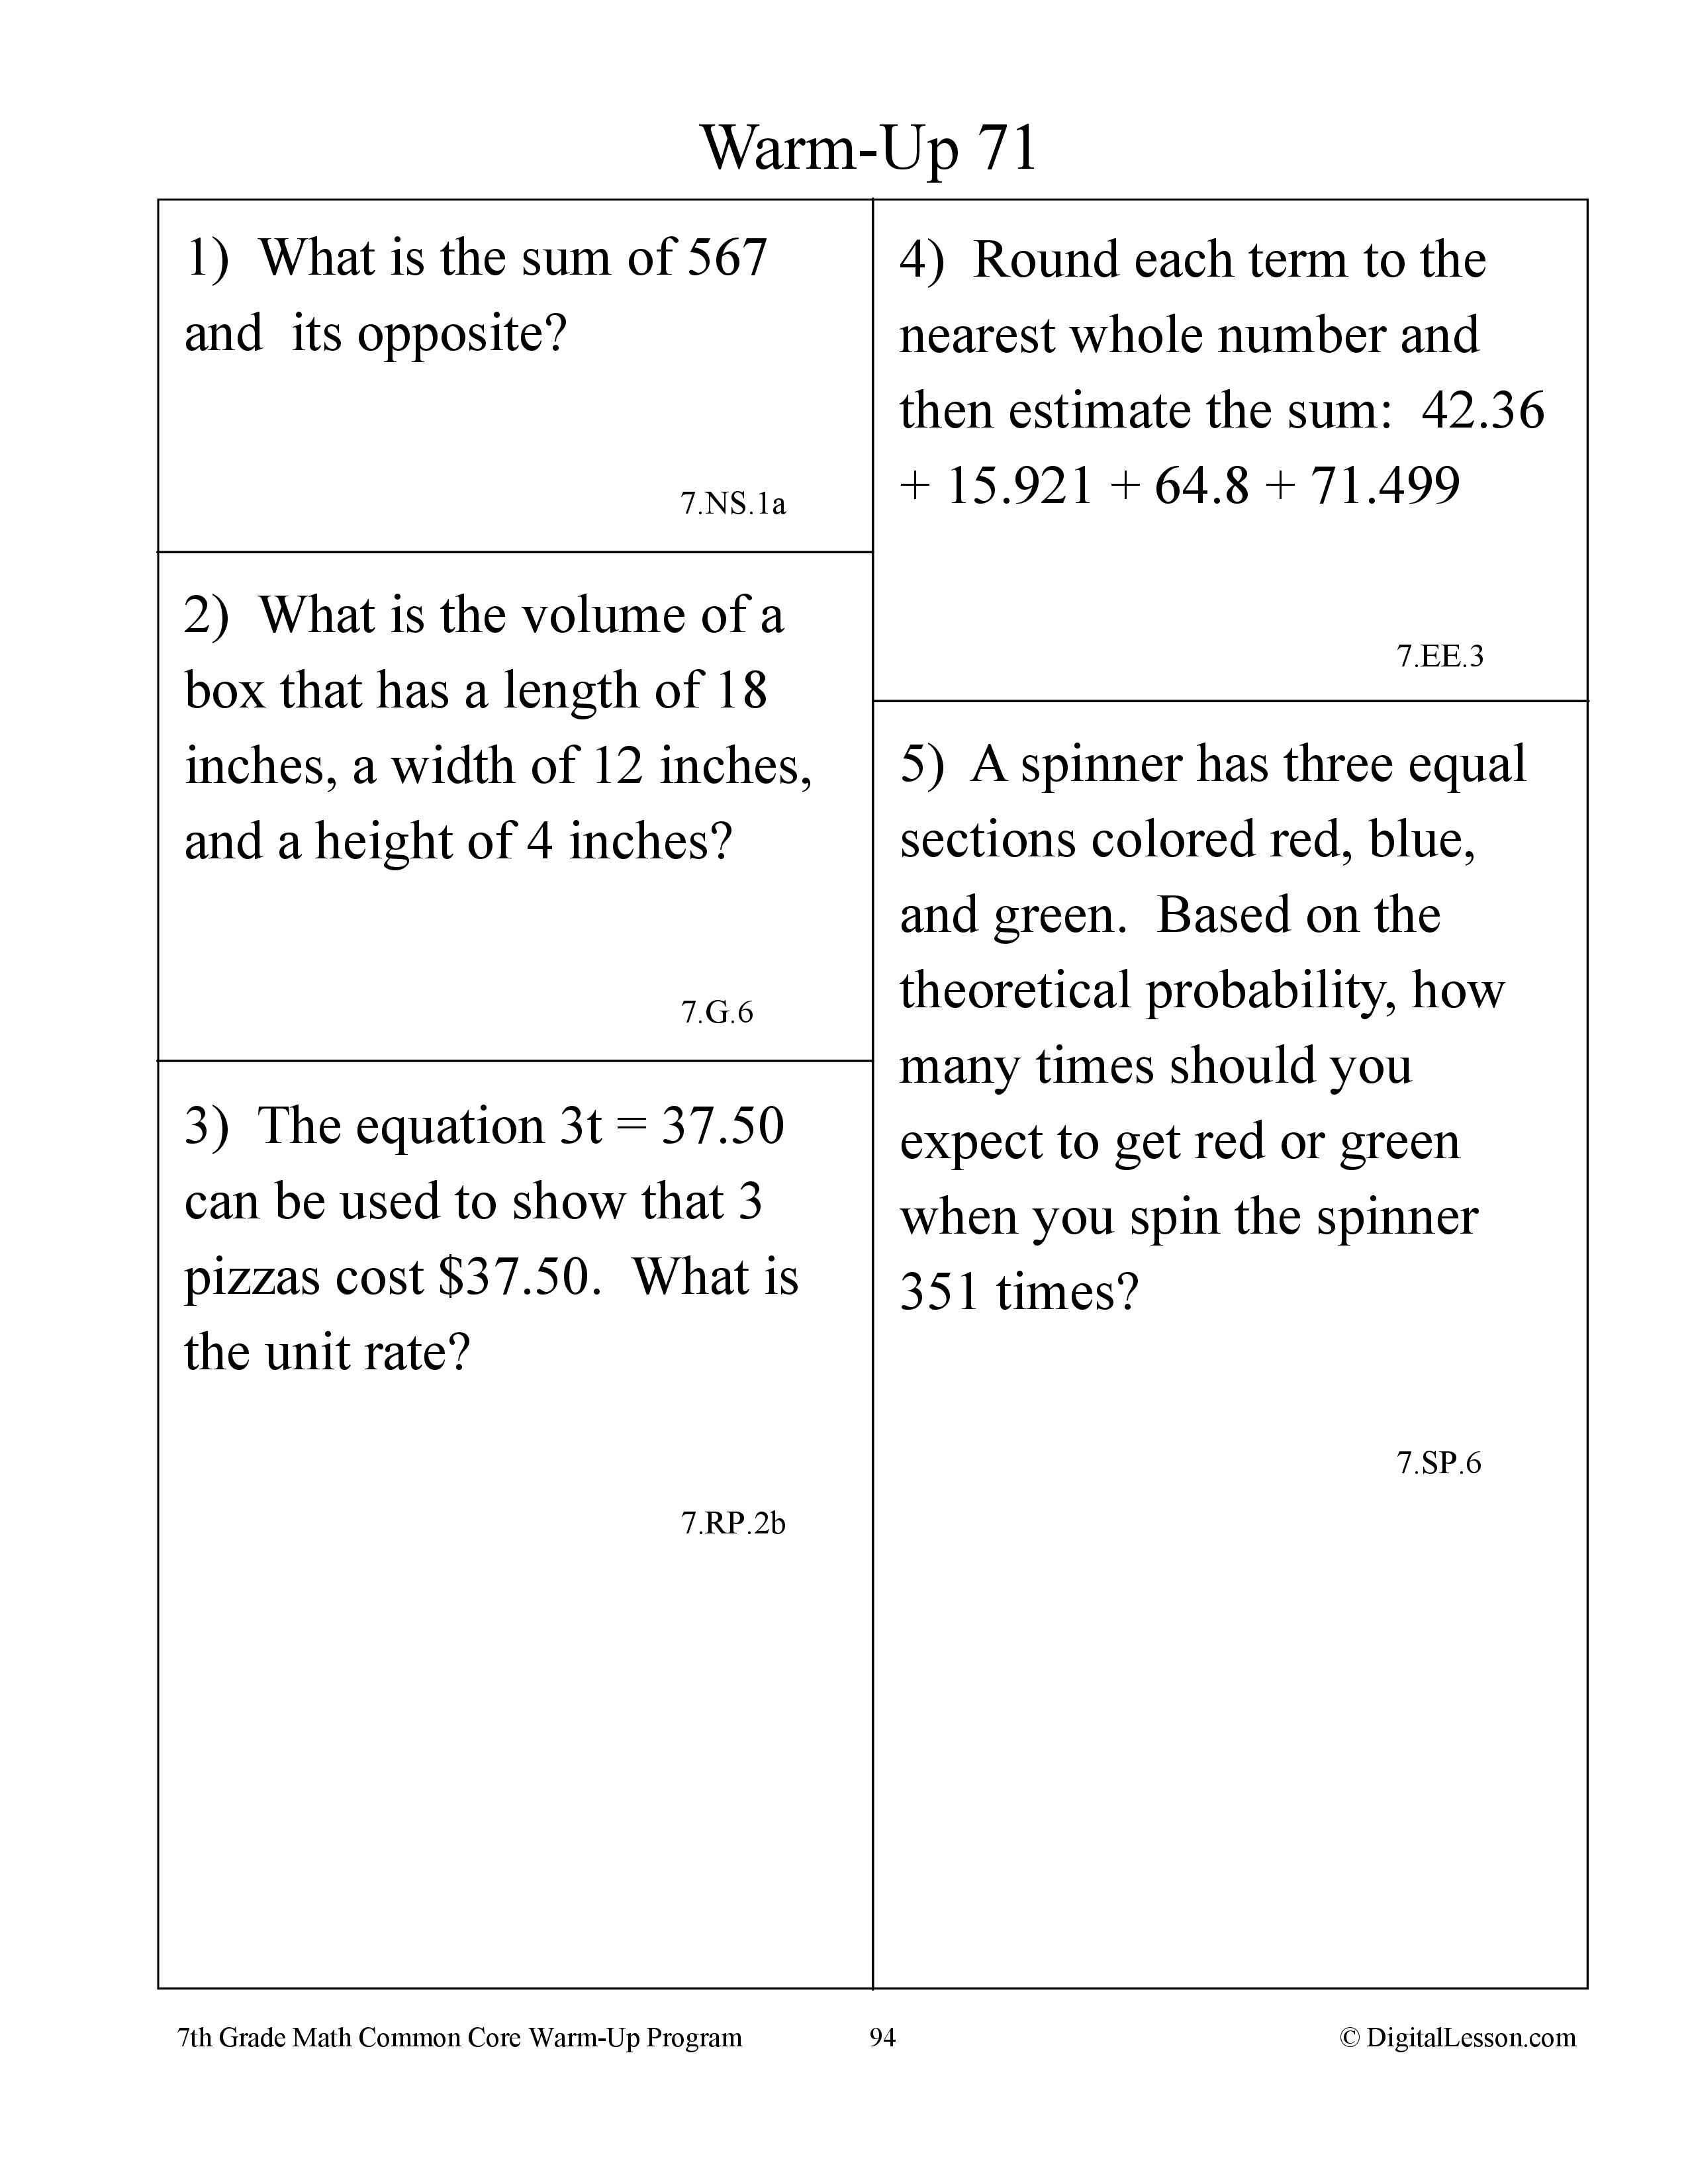 Warm-Up 71
1)  What is the sum of 567
and  its opposite?
7.NS.1a
2)  What is the volume of a
box that has a length of 18
inches, a width of 12 inches,
and a height of 4 inches?
7.G.6
3)  The equation 3t = 37.50
can be used to show that 3
pizzas cost $37.50.  What is
the unit rate?
7.RP.2b
4)  Round each term to the
nearest whole number and
then estimate the sum:  42.36
+ 15.921 + 64.8 + 71.499
7.EE.3
5)  A spinner has three equal
sections colored red, blue,
and green.  Based on the
theoretical probability, how
many times should you
expect to get red or green
when you spin the spinner
351 times?
7.SP.6
7th Grade Math Common Core Warm-Up Program 94 © DigitalLesson.com